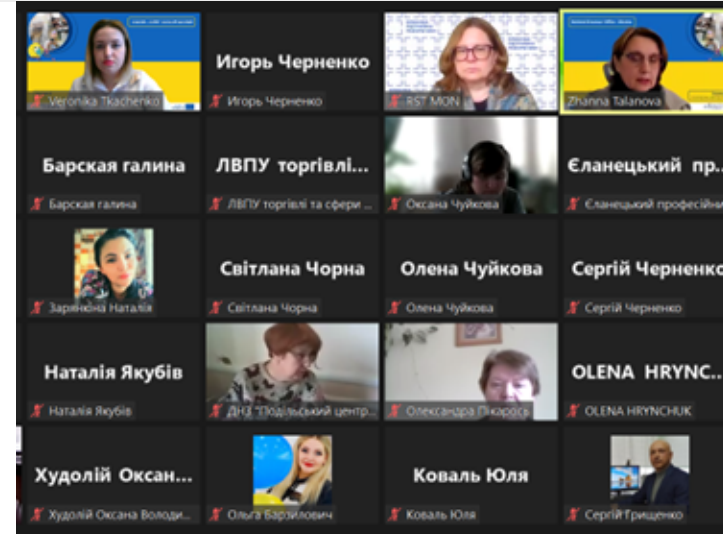 Veronika Tkachenko
Игорь Черненко
Игорь Черненко
RST MON
Zhanna Talanova
Барская галина
Барская галина
ЛВПУ торгівлі...
ЛВПУ торгівлі та сфери ...
Оксана Чуйкова
Єланецький пр...
Єланецький професійни
Зарянкіна Наталія
Світлана Чорна
Світлана Чорна
Олена Чуйкова
Олена Чуйкова
Сергій Черненко
Сергій Черненко
Наталія Якубів
Наталія Якубів
ДНЗ "Подільський центр...
Олександра Пікарось
OLENA HRYNC...
OLENA HRYNCHUK
Худолій Оксан...
Худолій Оксана Володи...
Ольга Барзилович
Коваль Юля
Коваль Юля
Сергій Грищенко